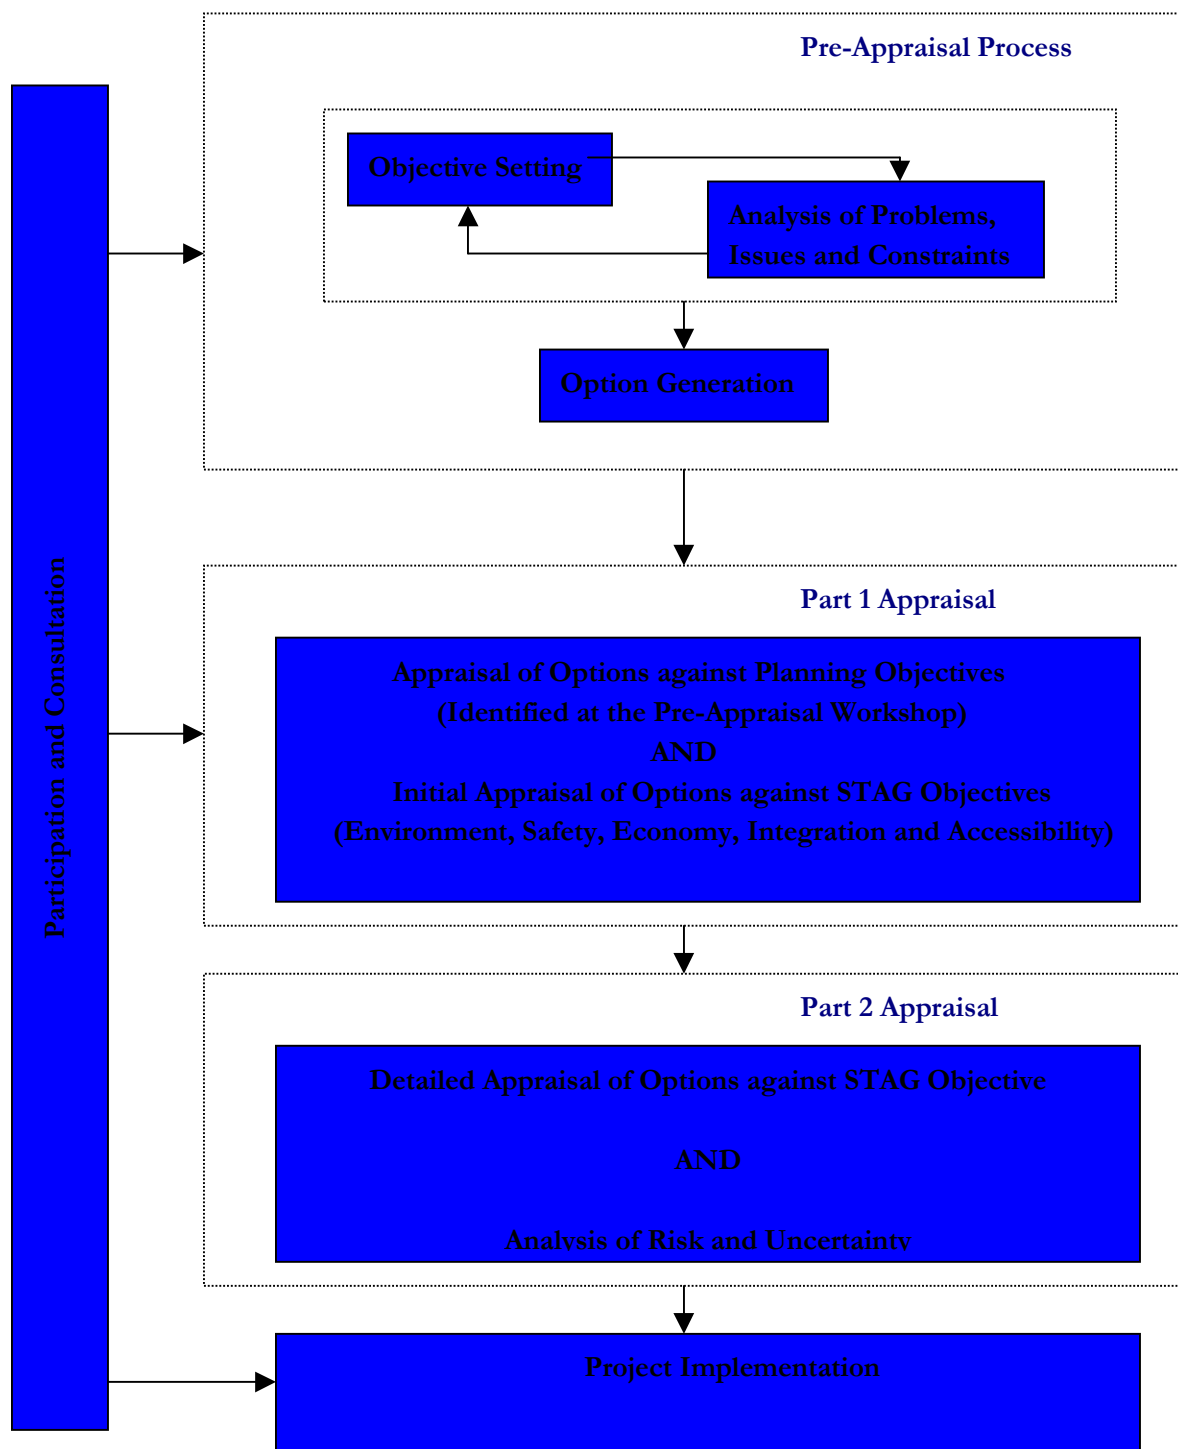 Pre-Appraisal Process
Objective Setting
Analysis of Problems,
Issues and Constraints
Option Generation
Participation and Consultation
Part 1 Appraisal
Appraisal of Options against Planning Objectives
(Identified at the Pre-Appraisal Workshop)
AND
Initial Appraisal of Options against STAG Objectives
(Environment, Safety, Economy, Integration and Accessibility)
Part 2 Appraisal
Detailed Appraisal of Options against STAG Objective
AND
Analysis of Risk and Uncertainty
Project Implementation